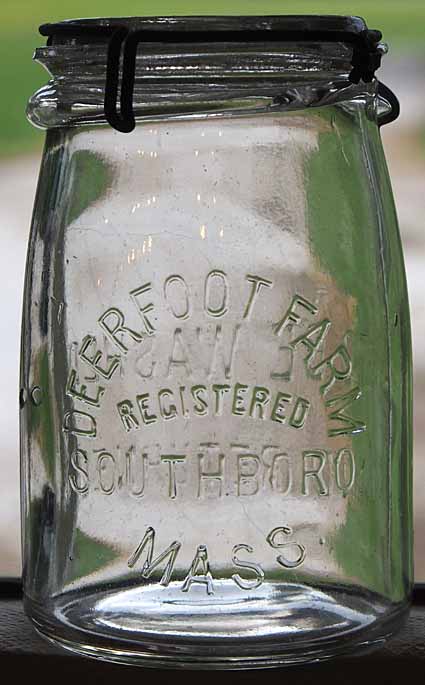 DEERFOOT FARM
REGISTERED
SOUTHBORO
MASS.